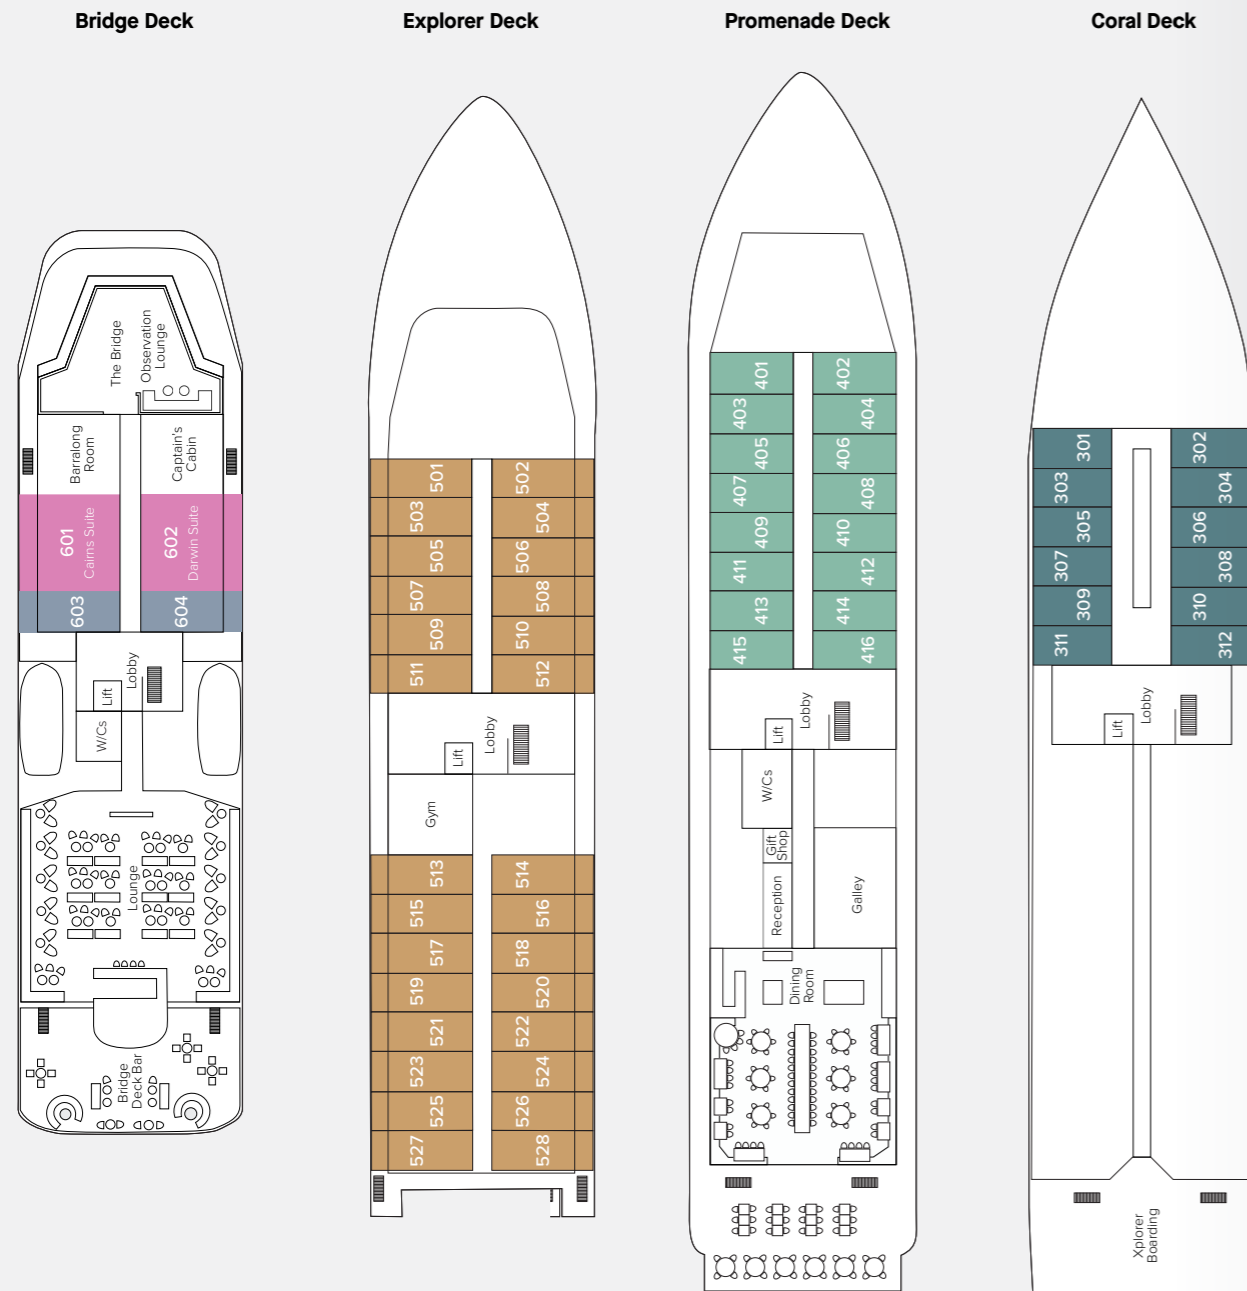 Bridge Deck
Explorer Deck
Promenade Deck
Coral Deck
The Bridge
Observation
Lounge
Barralong
Room
Captain's
Cabin
601
Cairns Suite
602
Darwin Suite
603
604
Lobby
Lift
W/Cs
Lounge
Bridge
Deck Bar
501
502
503
504
505
506
507
508
509
510
511
512
Lobby
Lift
Gym
513
514
515
516
517
518
519
520
521
522
523
524
525
526
527
528
401
402
403
404
405
406
407
408
409
410
411
412
413
414
415
416
Lobby
Lift
W/Cs
Gift
Shop
Reception
Galley
Dining
Room
301
302
303
304
305
306
307
308
309
310
311
312
Lobby
Lift
Xplorer
Boarding